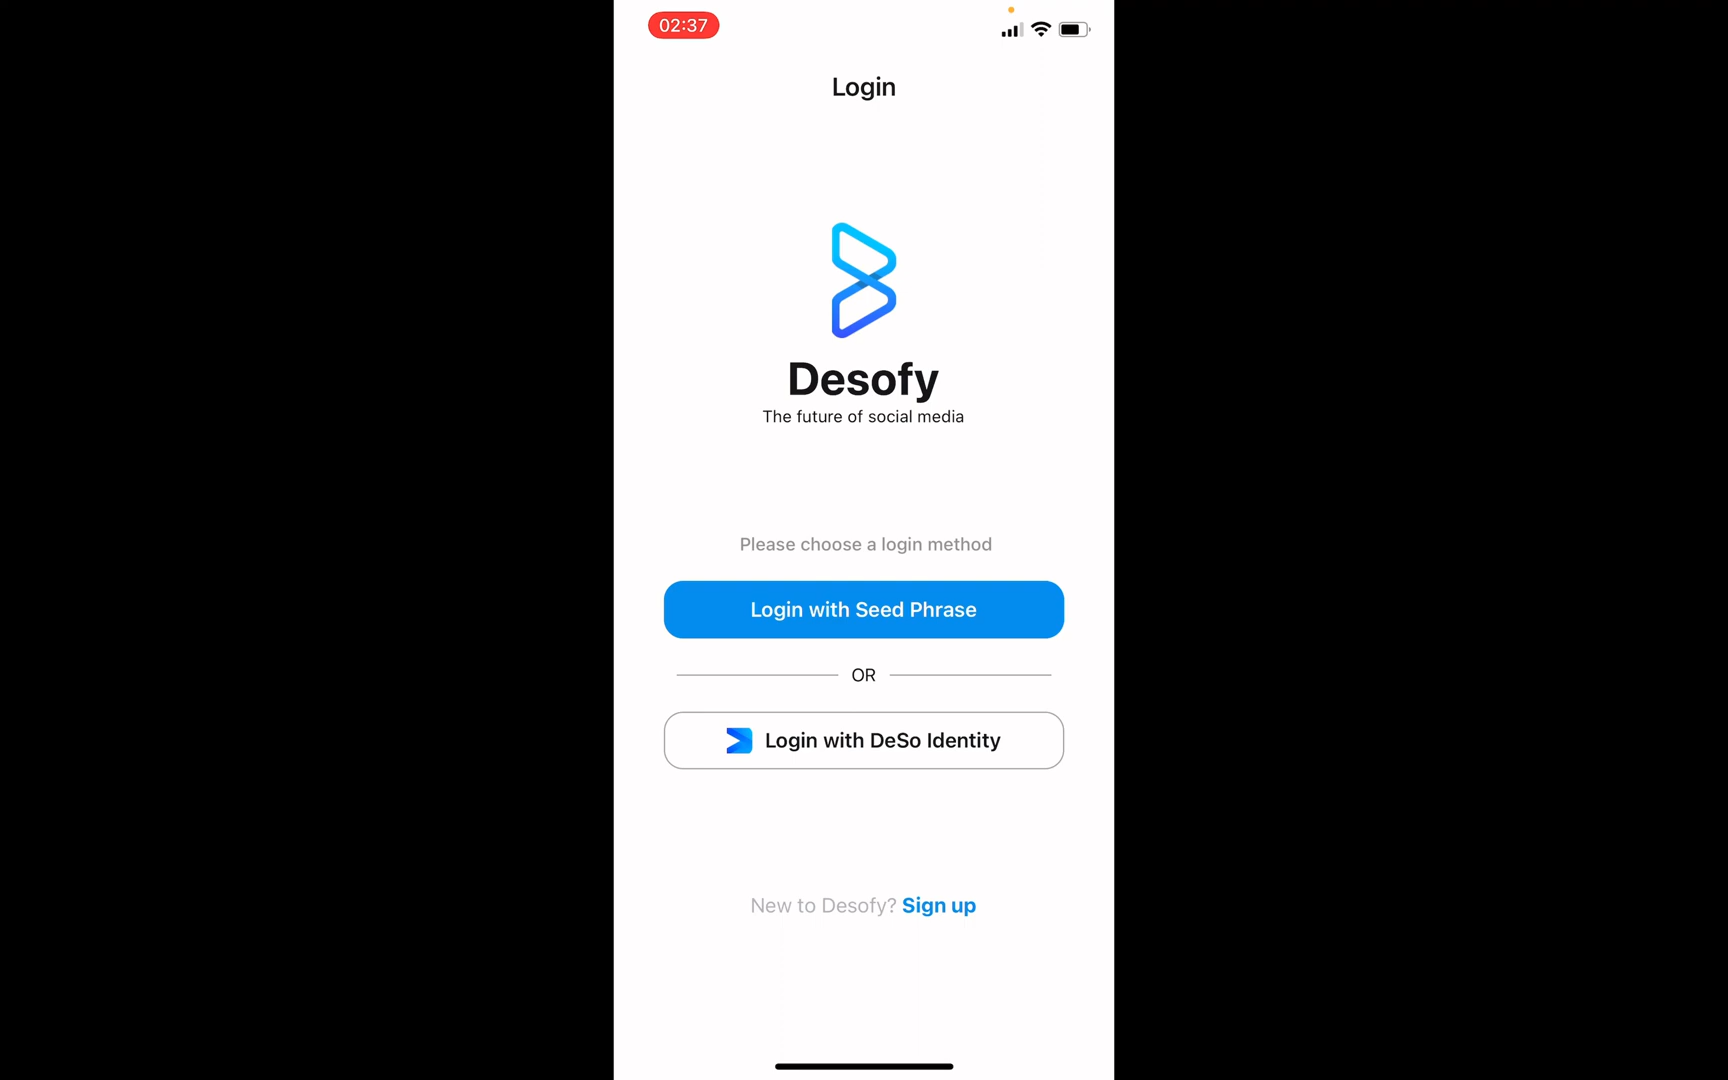 02:37
Login
Desofy
The future of social media
Please choose a login method
Login with Seed Phrase
OR
Login with DeSo Identity
New to Desofy? Sign up